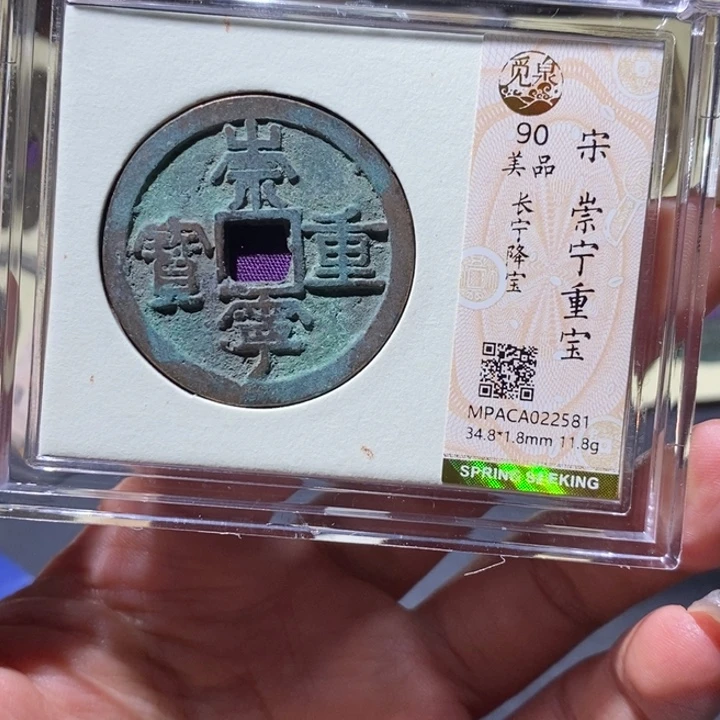 崇寧重寶
觅泉
90
美品
长宁降宝
宋 崇宁重宝
MPACA022581
34.8*1.8mm 11.8g
SPRING SEEKING